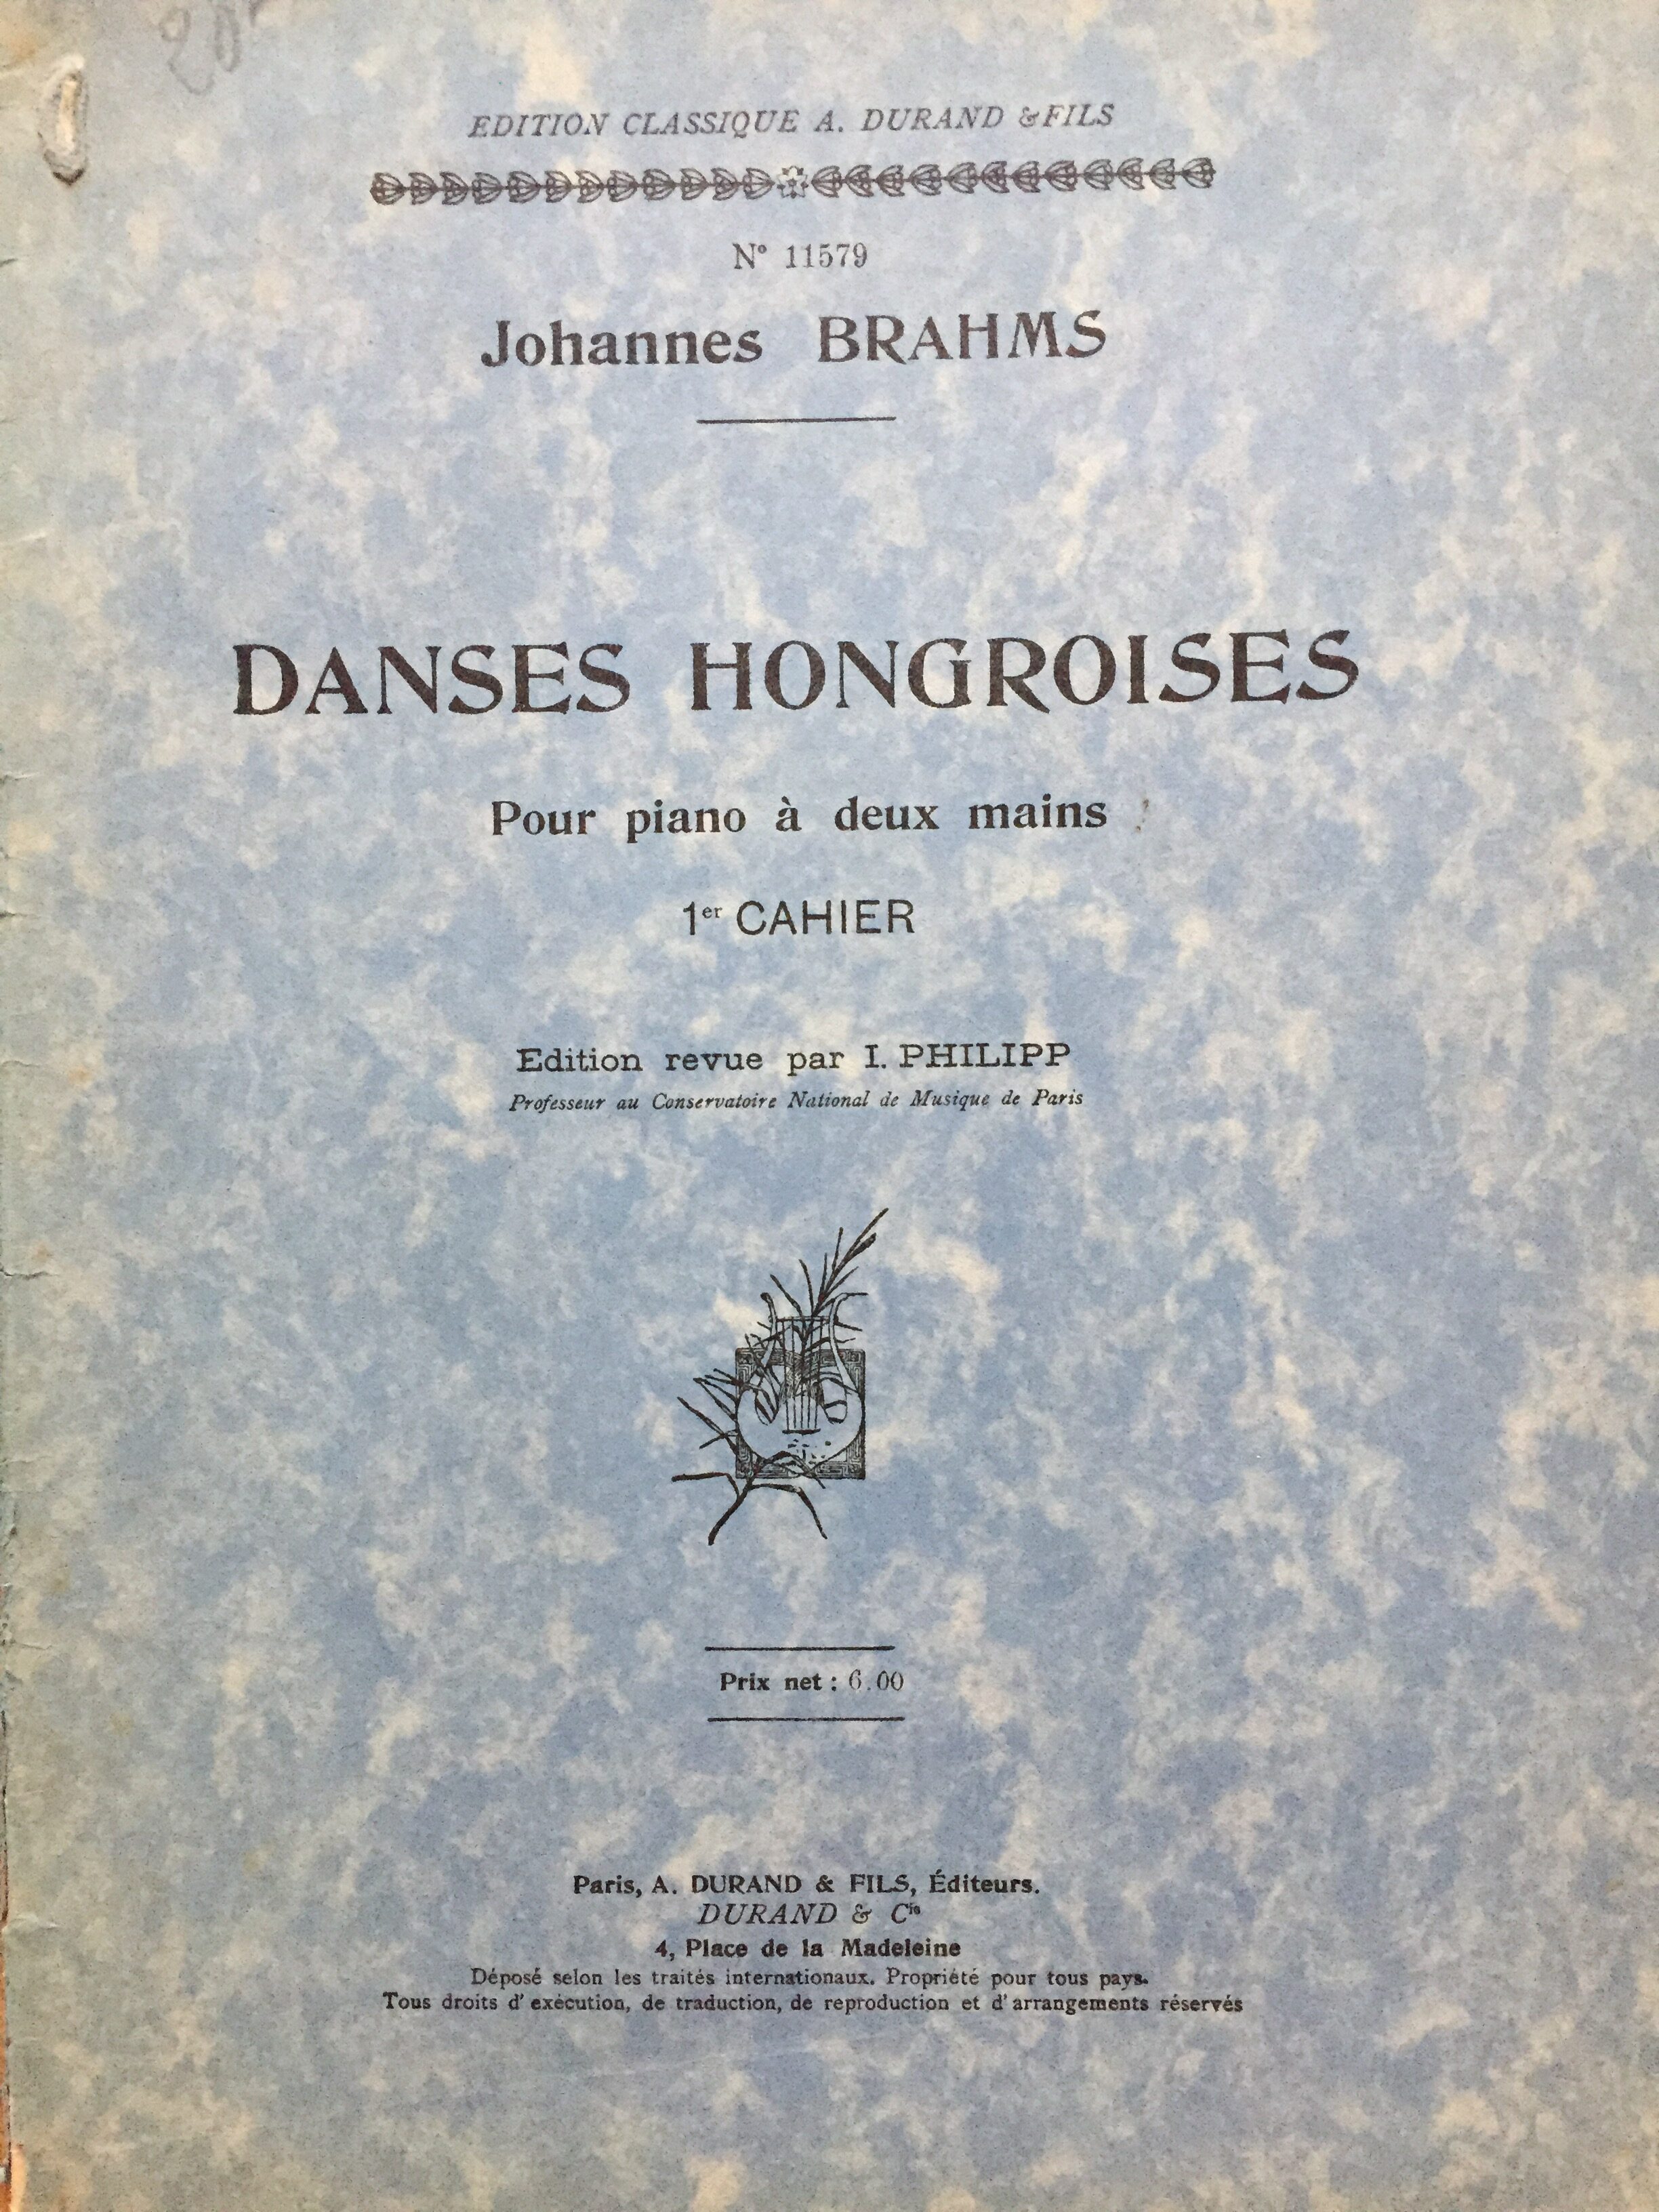 EDITION CLASSIQUE A. DURAND & FILS
N° 11579
Johannes BRAHMS
DANSES HONGROISES
Pour piano à deux mains
1er CAHIER
Edition revue par I. PHILIPP
Professeur au Conservatoire National de Musique de Paris
Prix net : 6.00
Paris, A. DURAND & FILS, Éditeurs.
DURAND & Cie
4, Place de la Madeleine
Déposé selon les traités internationaux. Propriété pour tous pays.
Tous droits d'exécution, de traduction, de reproduction et d'arrangements réservés